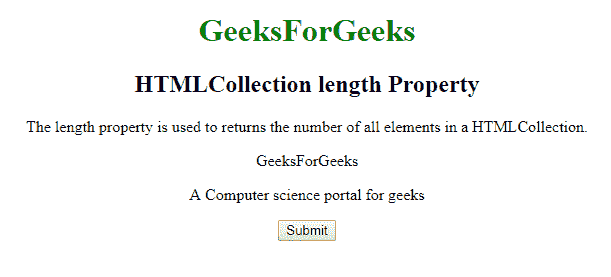 GeeksForGeeks
HTMLCollection length Property
The length property is used to returns the number of all elements in a HTMLCollection.
GeeksForGeeks
A Computer science portal for geeks
Submit